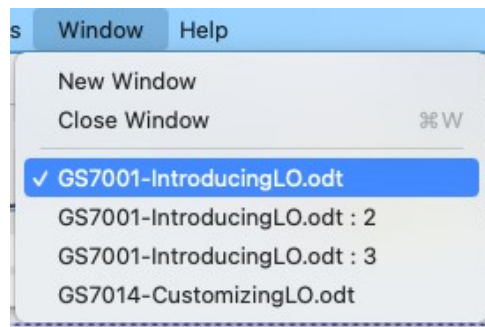 s Window Help
New Window
Close Window ⌘W
✓ GS7001-IntroducingLO.odt
GS7001-IntroducingLO.odt : 2
GS7001-IntroducingLO.odt : 3
GS7014-CustomizingLO.odt